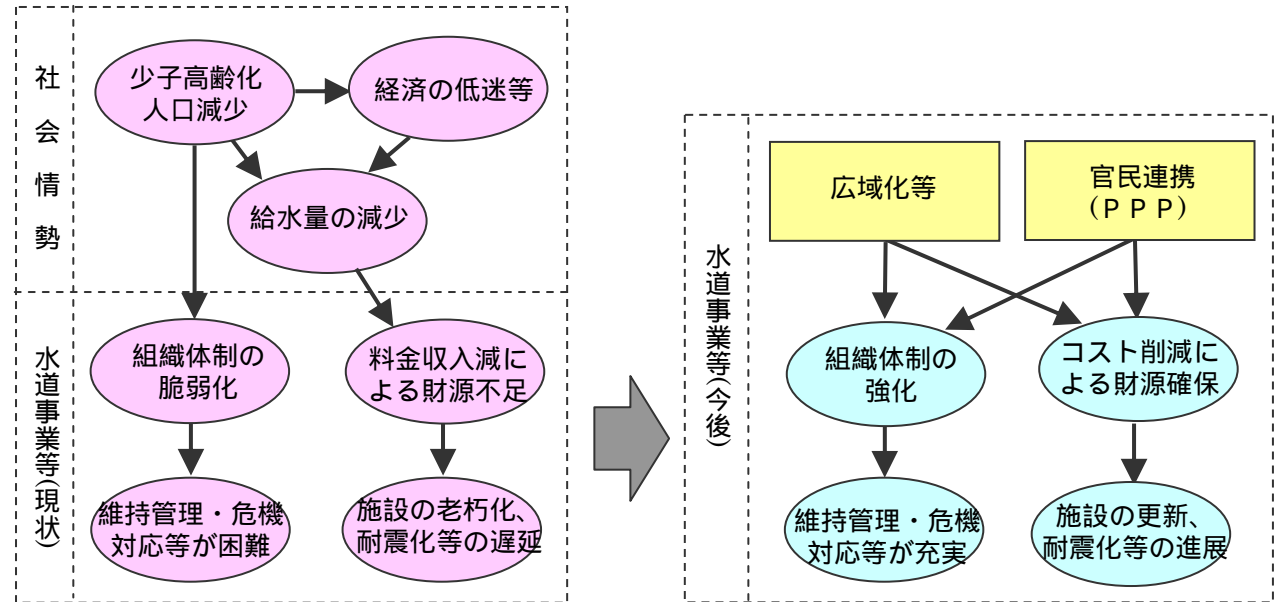 社会情勢
少子高齢化
人口減少
経済の低迷等
給水量の減少
水道事業等(現状)
組織体制の
脆弱化
料金収入減に
よる財源不足
維持管理・危機
対応等が困難
施設の老朽化、
耐震化等の遅延
水道事業等(今後)
広域化等
官民連携
(ＰＰＰ)
組織体制の
強化
コスト削減に
よる財源確保
維持管理・危機
対応等が充実
施設の更新、
耐震化等の進展